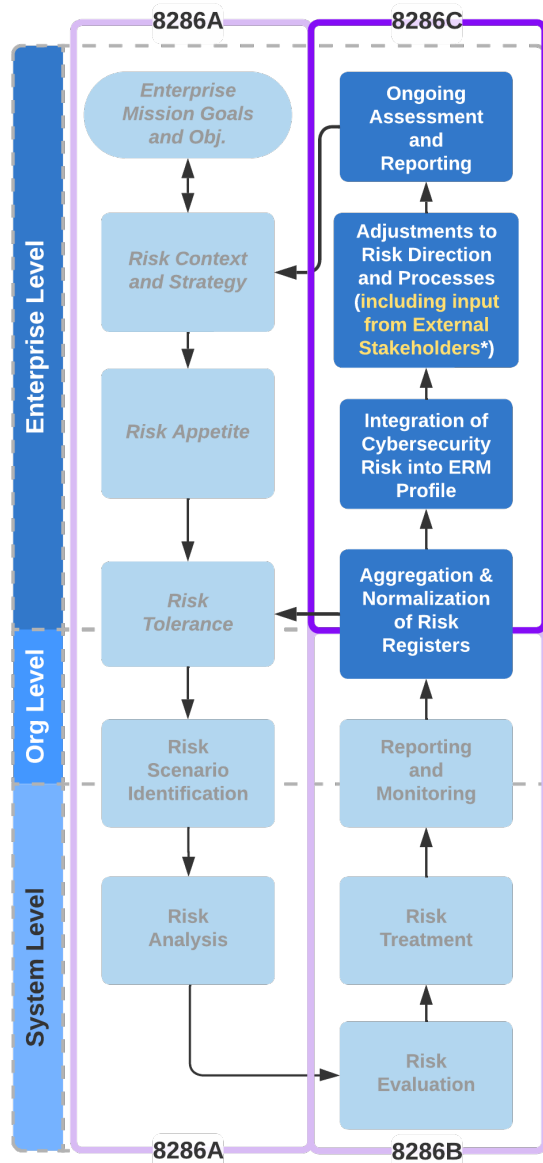 8286A
8286C
Enterprise
Mission Goals
and Obj.
Ongoing
Assessment
and
Reporting
Risk Context
and Strategy
Adjustments to
Risk Direction
and Processes
(including input
from External
Stakeholders*)
Enterprise Level
Risk Appetite
Integration of
Cybersecurity
Risk into ERM
Profile
Risk
Tolerance
Aggregation &
Normalization
of Risk
Registers
Org Level
Risk
Scenario
Identification
Reporting
and
Monitoring
System Level
Risk
Analysis
Risk
Treatment
Risk
Evaluation
8286A
8286B